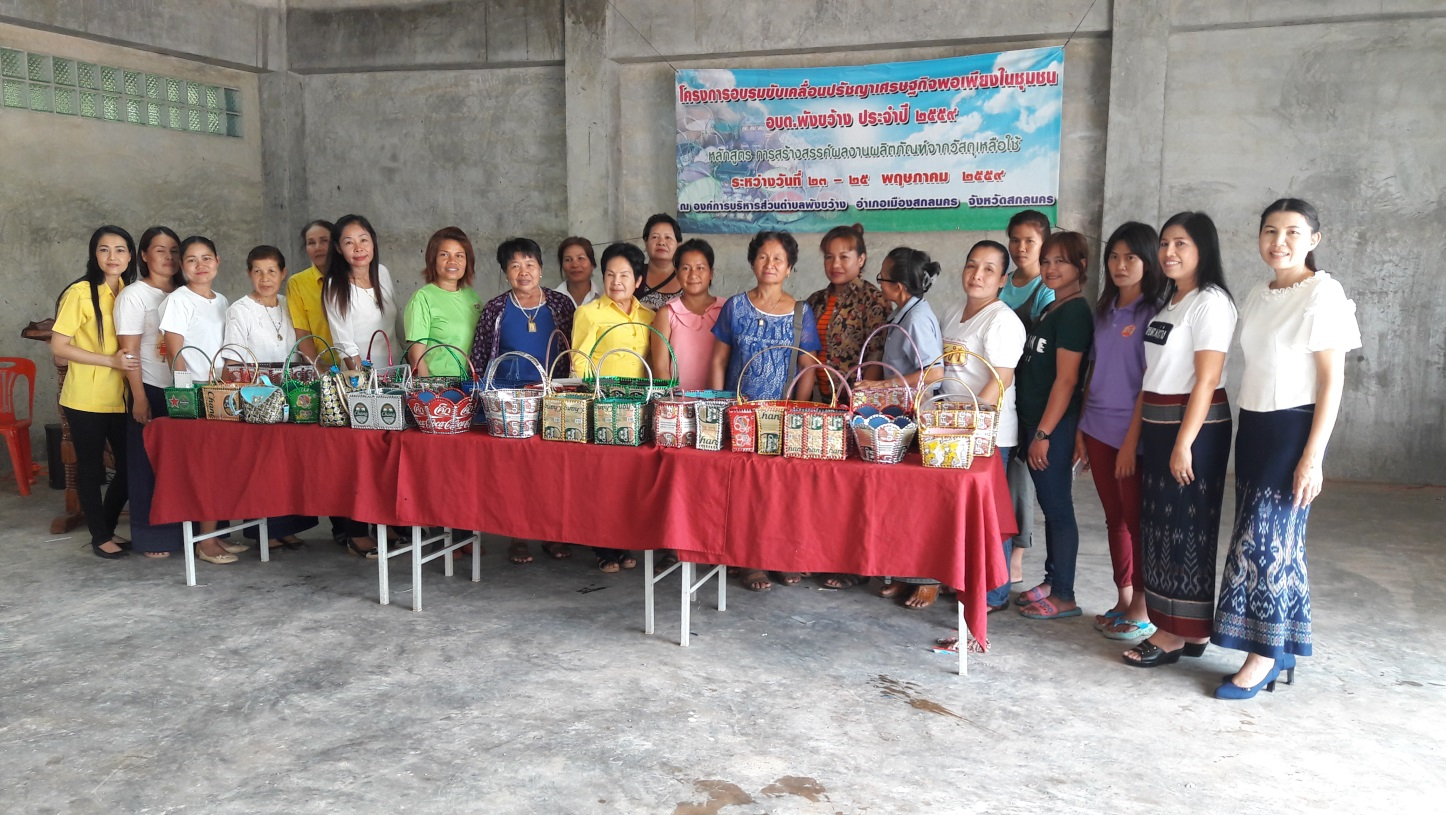 โครงการอบรมขับเคลื่อนปรัชญาเศรษฐกิจพอเพียงในชุมชน
อบต.พังขว้าง ประจำปี ๒๕๕๙
หลักสูตร การสร้างสรรค์ผลงานผลิตภัณฑ์จากวัสดุเหลือใช้
ระหว่างวันที่ ๒๓ - ๒๕ พฤษภาคม ๒๕๕๙
ณ องค์การบริหารส่วนตำบลพังขว้าง อำเภอเมืองสกลนคร จังหวัดสกลนคร
Chang
Coca
Chang